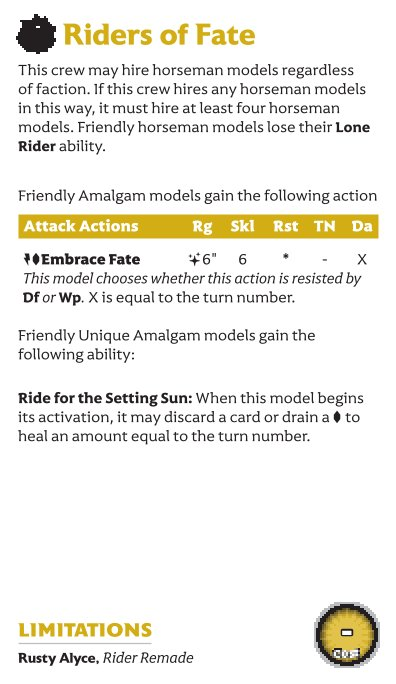 Riders of Fate
This crew may hire horseman models regardless
of faction. If this crew hires any horseman models
in this way, it must hire at least four horseman
models. Friendly horseman models lose their Lone
Rider ability.
Friendly Amalgam models gain the following action
Attack Actions Rg Skl Rst TN Da
Embrace Fate 6" 6 * - X
This model chooses whether this action is resisted by
Df or Wp. X is equal to the turn number.
Friendly Unique Amalgam models gain the
following ability:
Ride for the Setting Sun: When this model begins
its activation, it may discard a card or drain a to
heal an amount equal to the turn number.
LIMITATIONS
Rusty Alyce, Rider Remade